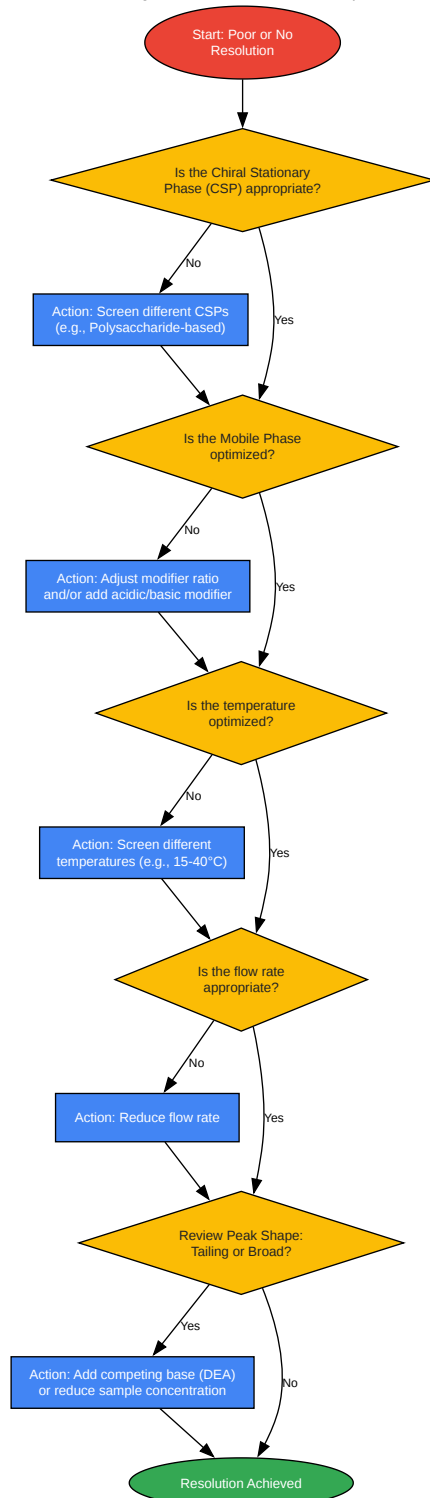 Start: Poor or No
Resolution
Is the Chiral Stationary
Phase (CSP) appropriate?
No
Yes
Action: Screen different CSPs
(e.g., Polysaccharide-based)
Is the Mobile Phase
optimized?
No
Yes
Action: Adjust modifier ratio
and/or add acidic/basic modifier
Is the temperature
optimized?
No
Yes
Action: Screen different
temperatures (e.g., 15-40°C)
Is the flow rate
appropriate?
No
Yes
Action: Reduce flow rate
Review Peak Shape:
Tailing or Broad?
Yes
No
Action: Add competing base (DEA)
or reduce sample concentration
Resolution Achieved